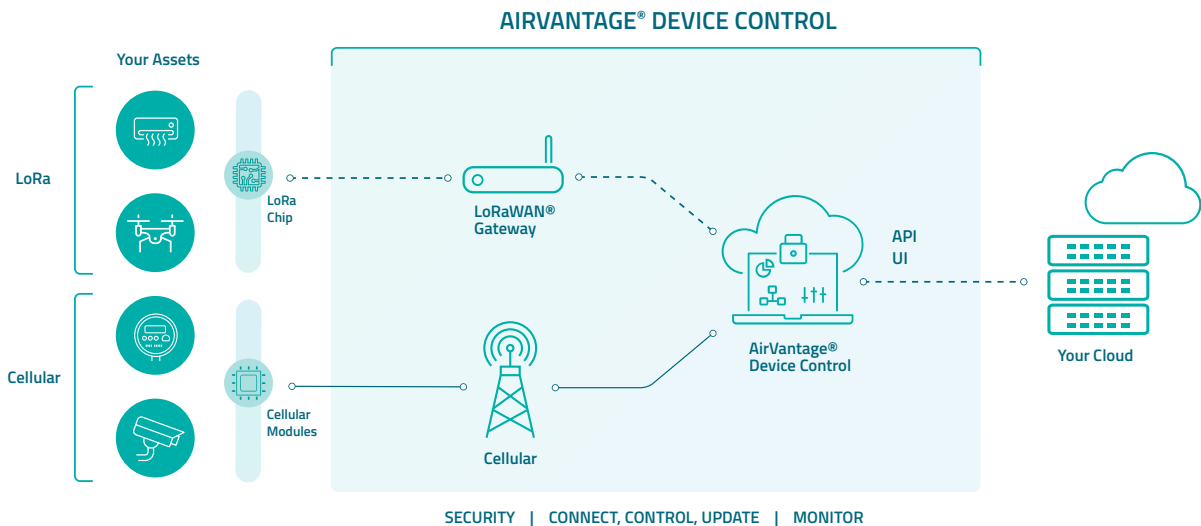 AIRVANTAGE® DEVICE CONTROL
Your Assets
LoRa
LoRa
Chip
LoRaWAN®
Gateway
API
UI
AirVantage®
Device Control
Your Cloud
Cellular
Cellular
Modules
Cellular
SECURITY | CONNECT, CONTROL, UPDATE | MONITOR